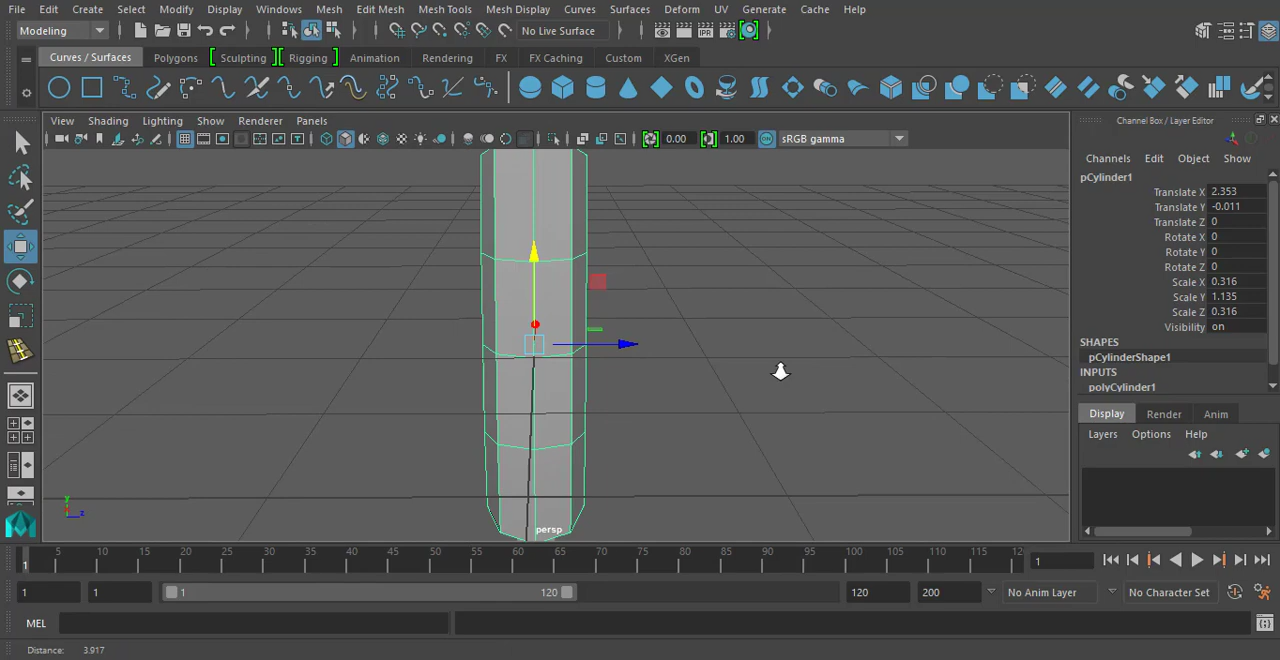 File Edit Create Select Modify Display Windows Mesh Edit Mesh Mesh Tools Mesh Display Curves Surfaces Deform UV Generate Cache Help
Modeling No Live Surface
Curves / Surfaces Polygons Sculpting Rigging Animation Rendering FX FX Caching Custom XGen
View Shading Lighting Show Renderer Panels
0.00 1.00 ON sRGB gamma
Channel Box / Layer Editor
Channels Edit Object Show
pCylinder1
Translate X 2.353
Translate Y -0.011
Translate Z 0
Rotate X 0
Rotate Y 0
Rotate Z 0
Scale X 0.316
Scale Y 1.135
Scale Z 0.316
Visibility on
SHAPES
pCylinderShape1
INPUTS
polyCylinder1
Display Render Anim
Layers Options Help
y
z
persp
5 10 15 20 25 30 35 40 45 50 55 60 65 70 75 80 85 90 95 100 105 110 115 12
1
1
1 1 1 120 120 200 No Anim Layer No Character Set
MEL
Distance: 3.917